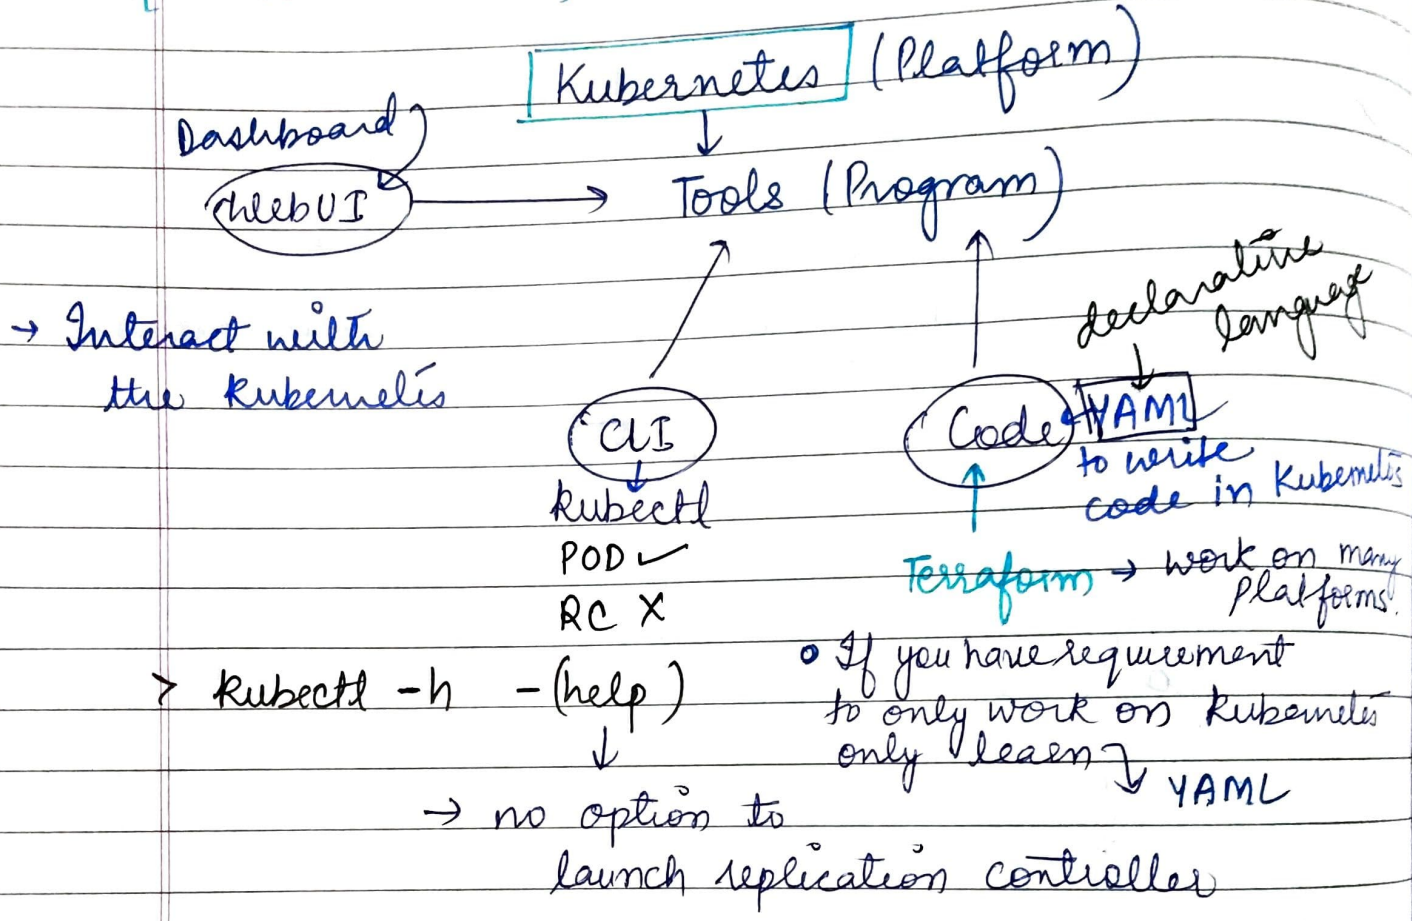 Kubernetes (Platform)
Dashboard
WebUI → Tools (Program)
declarative
language
→ Interact with
the Kubernetes
CLI
Code
YAML
to write
code in Kubernetes
kubectl
POD ✓
RC X
Terraform → work on many
Platforms.
> kubectl -h - (help)
→ no option to
launch replication controller
• If you have requirement
to only work on Kubernetes
only learn
YAML